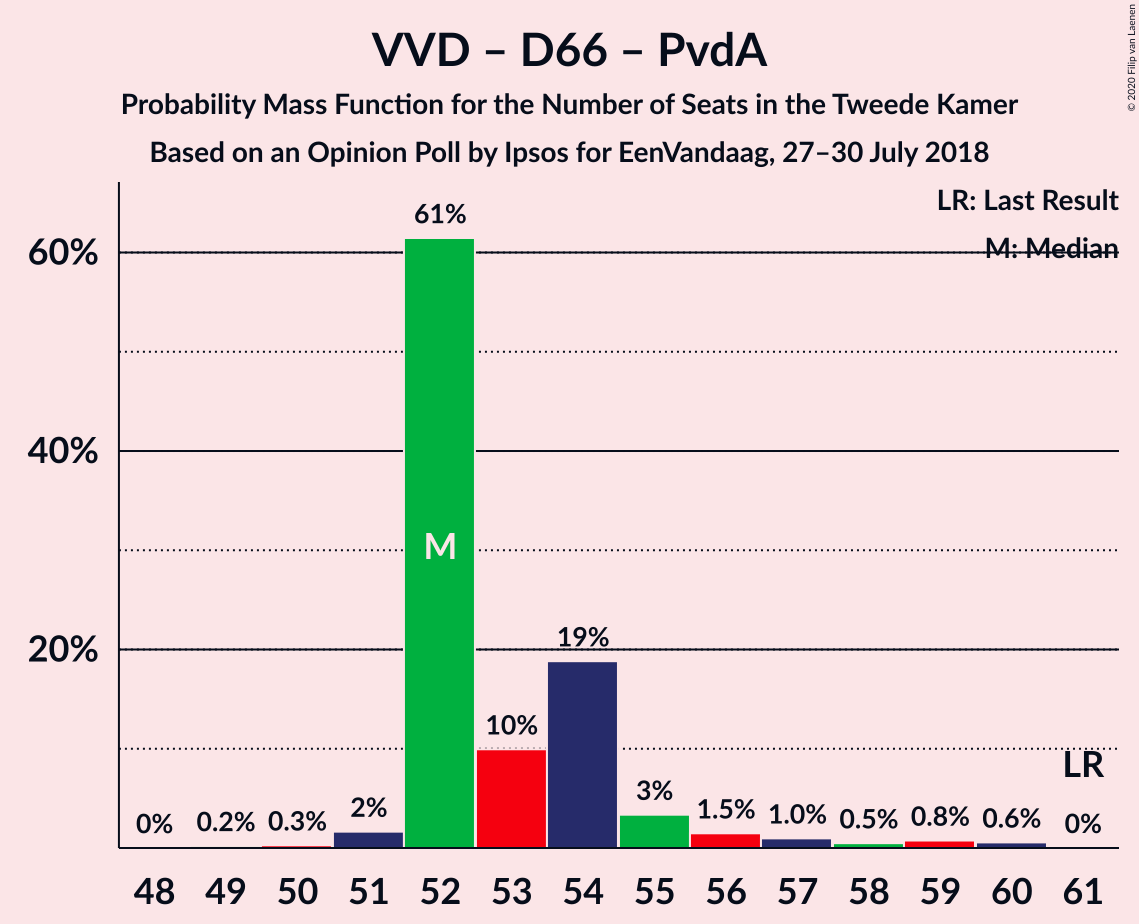 VVD – D66 – PvdA
Probability Mass Function for the Number of Seats in the Tweede Kamer
Based on an Opinion Poll by Ipsos for EenVandaag, 27–30 July 2018
© 2020 Filip van Laenen
LR: Last Result
M: Median
60%
40%
20%
61%
M
19%
10%
LR
0%
0.2%
0.3%
2%
3%
1.5%
1.0%
0.5%
0.8%
0.6%
0%
48 49 50 51 52 53 54 55 56 57 58 59 60 61